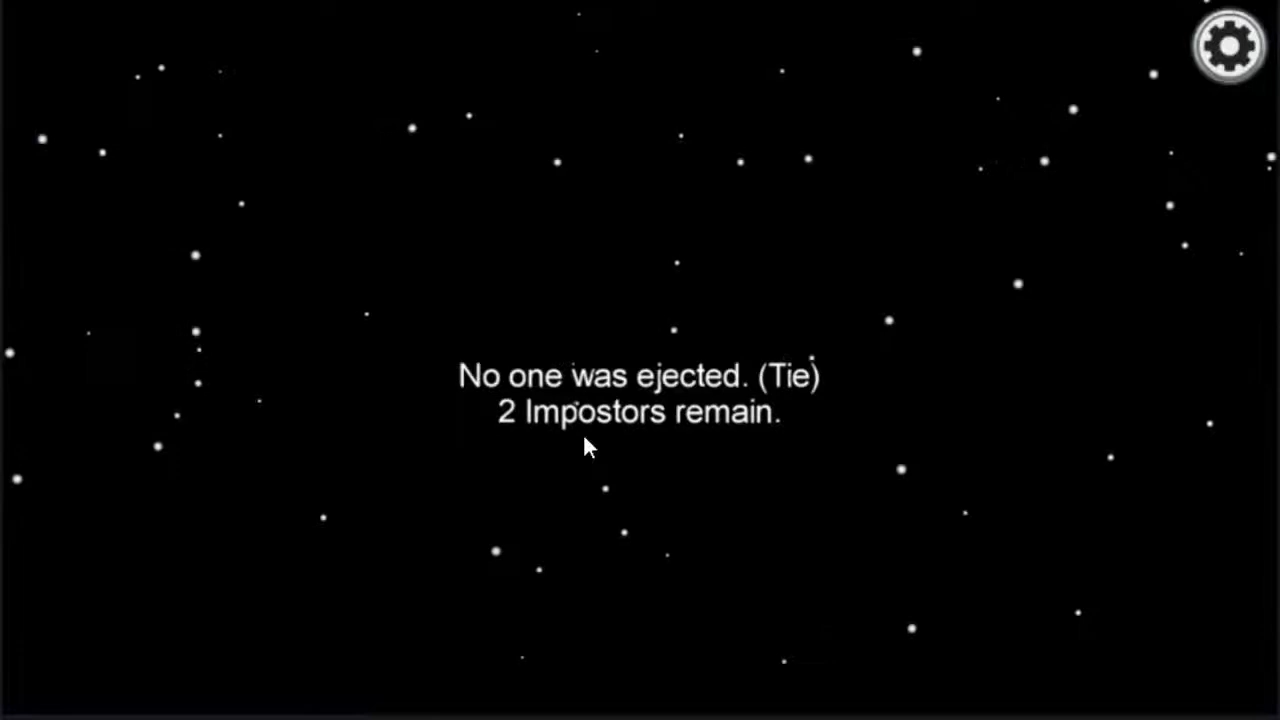 No one was ejected. (Tie)
2 Impostors remain.